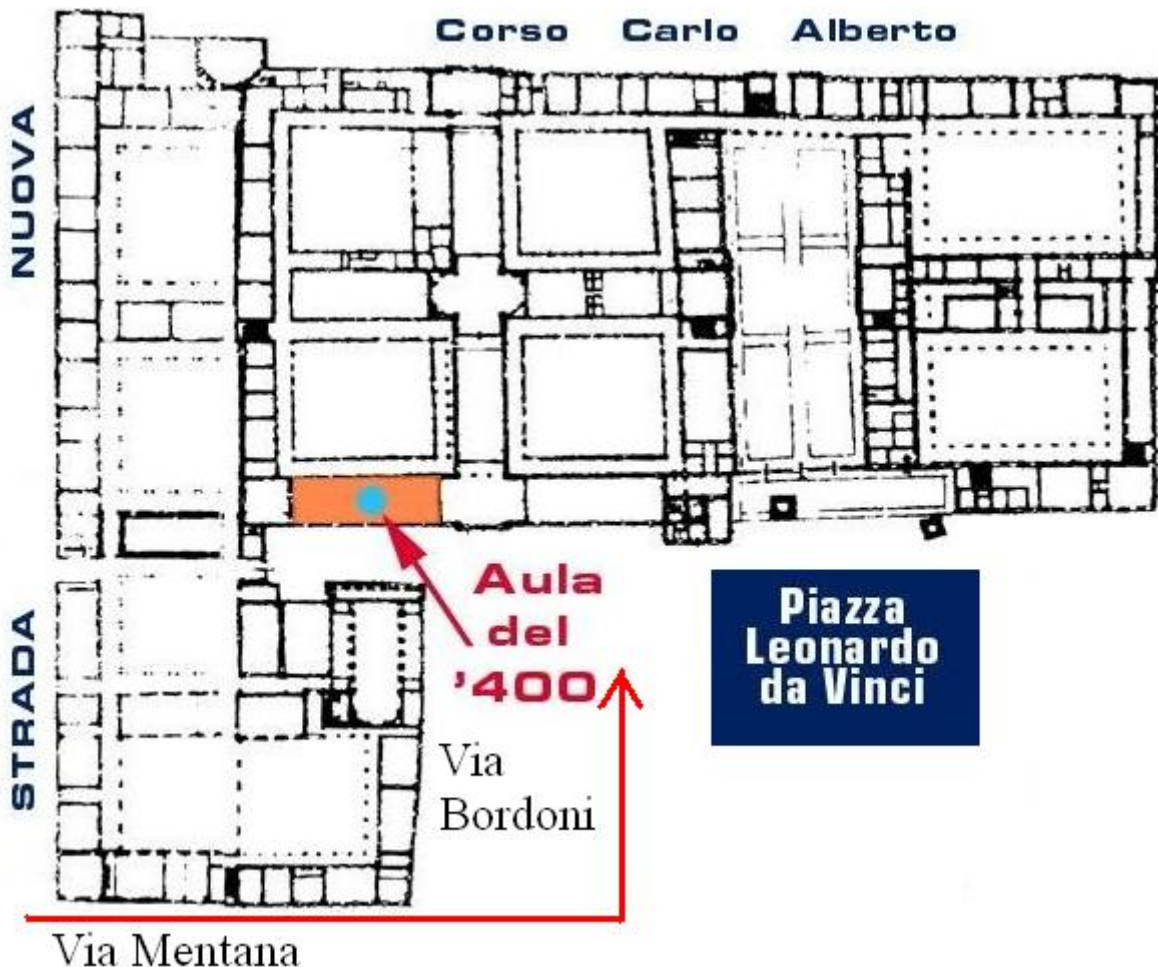 Corso Carlo Alberto
STRADA NUOVA
Aula
del
'400
Piazza
Leonardo
da Vinci
Via
Bordoni
Via Mentana